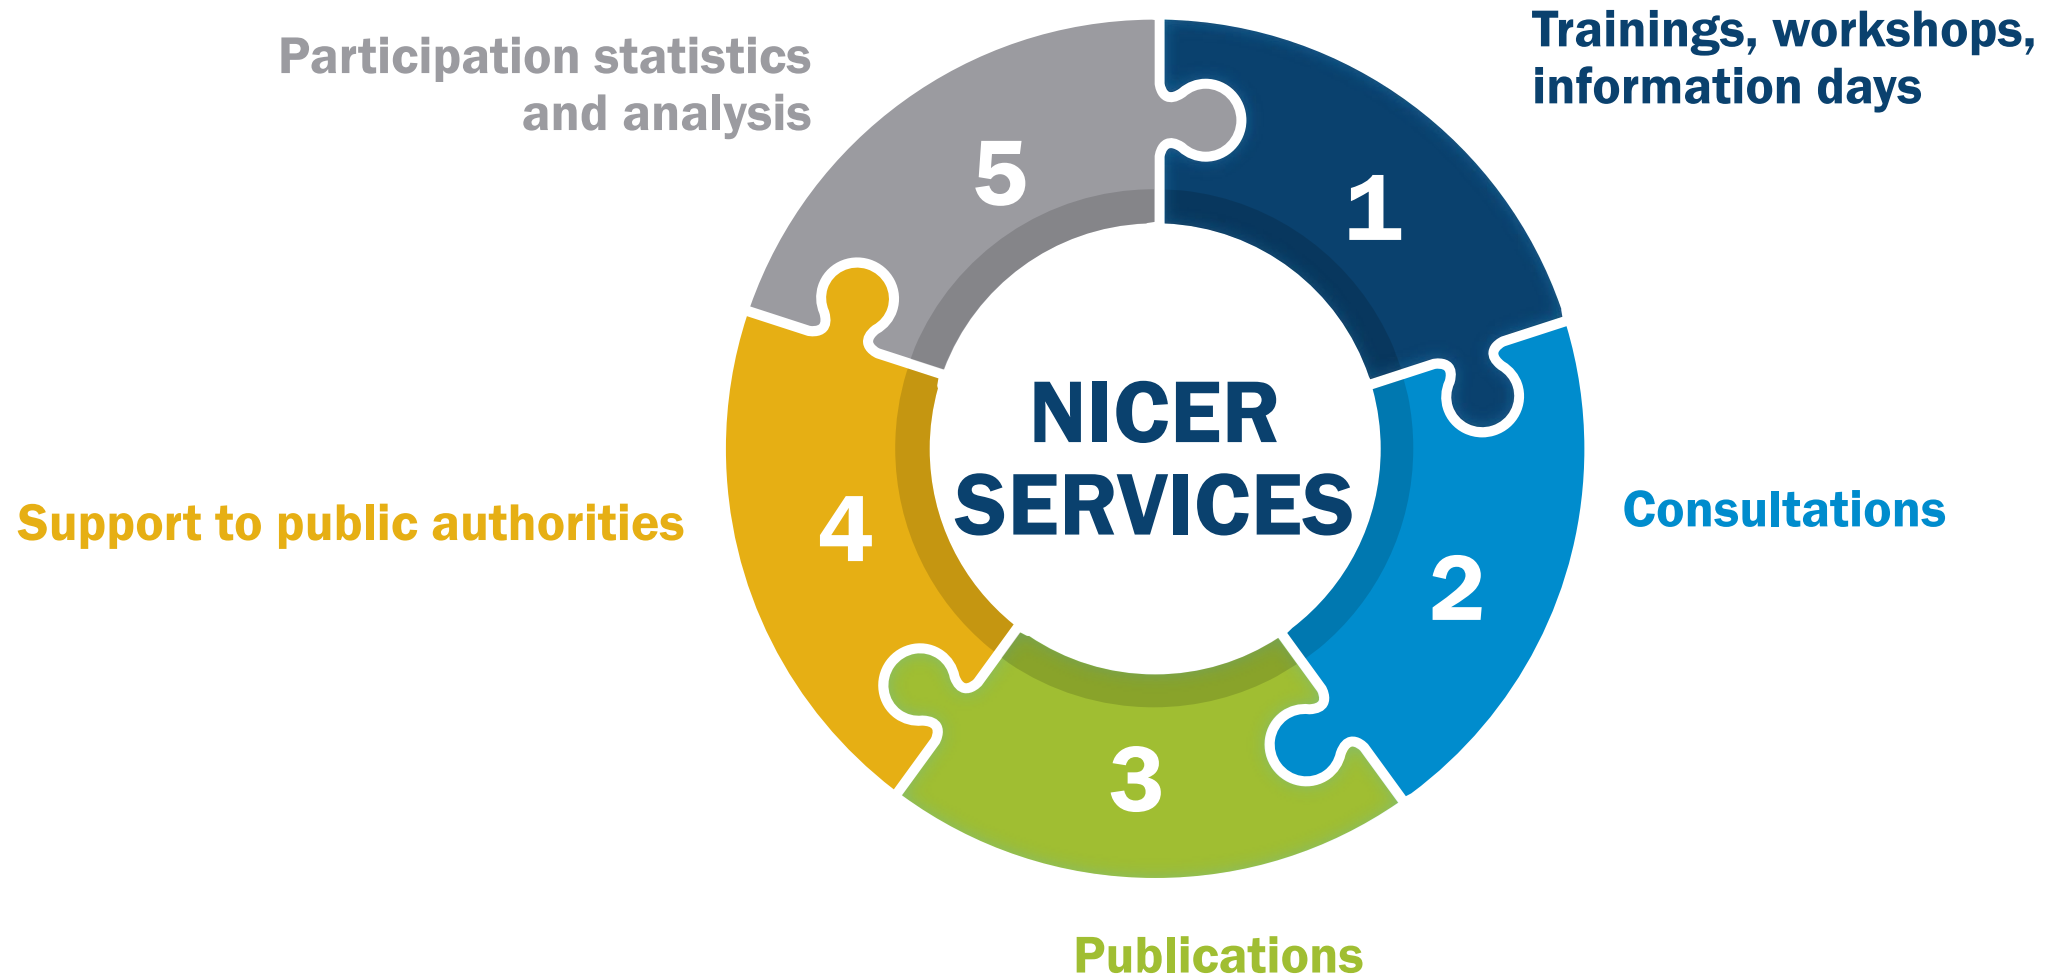 NICER
SERVICES
1
Trainings, workshops,
information days
2
Consultations
3
Publications
4
Support to public authorities
5
Participation statistics
and analysis